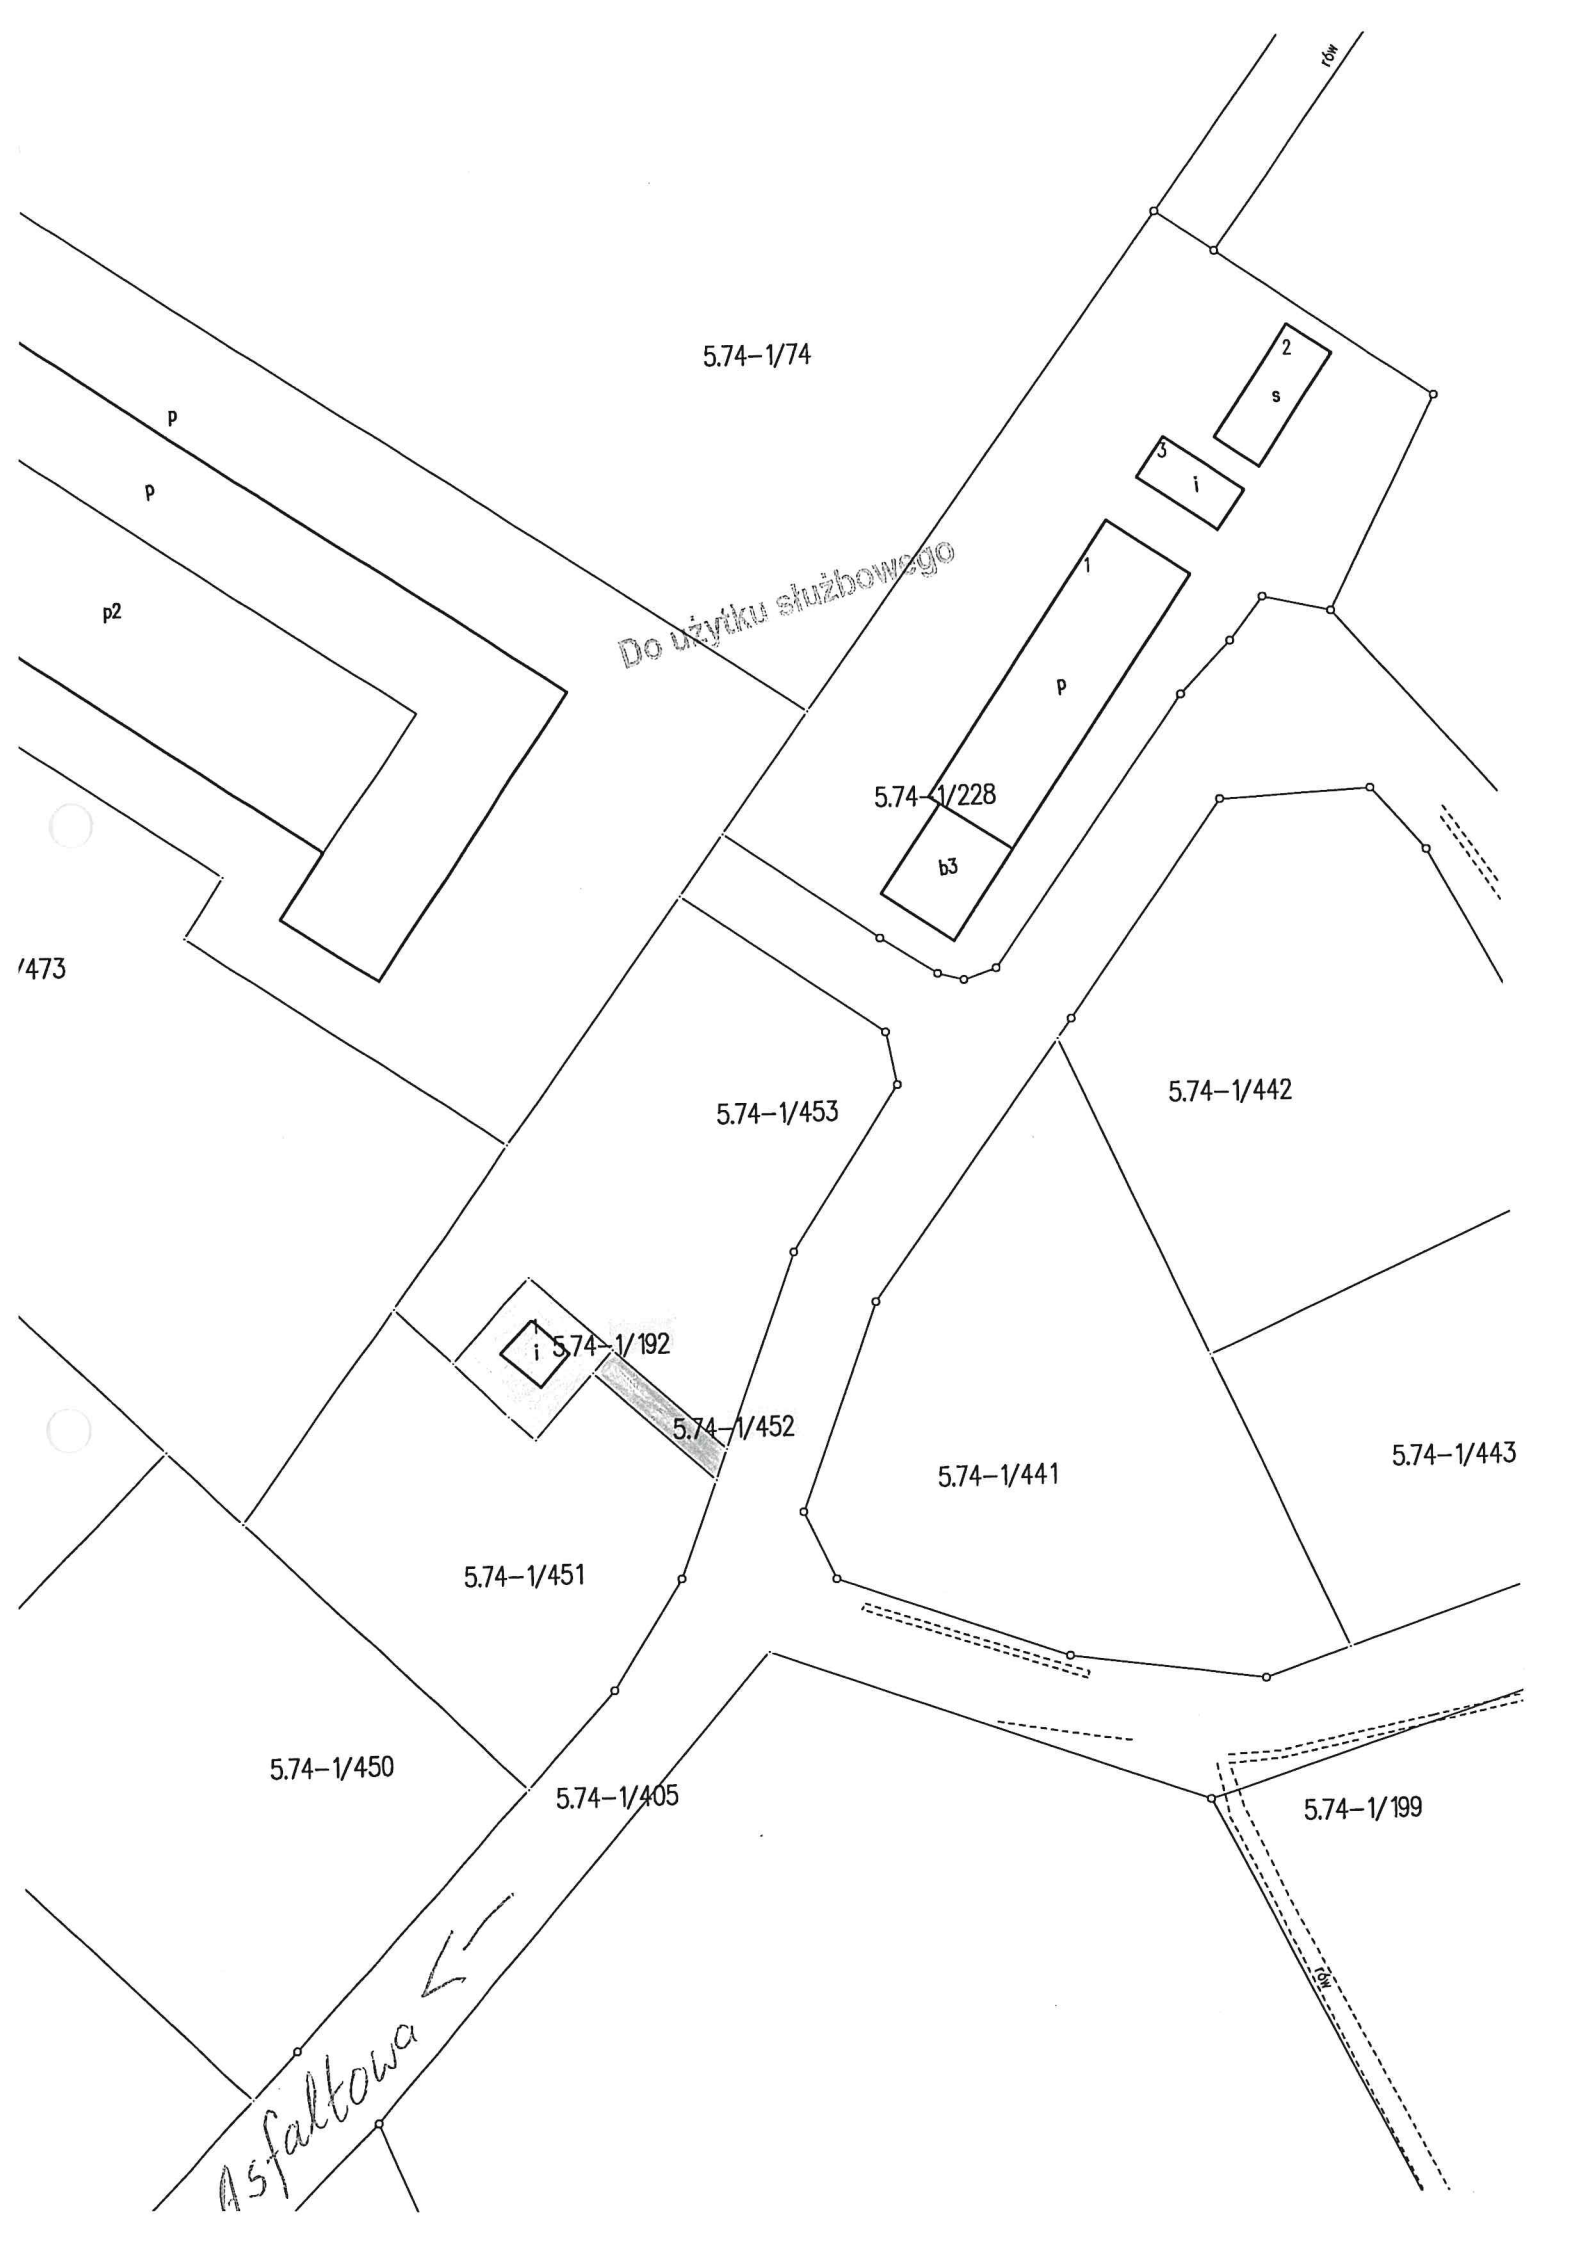 rów
2
5.74-1/74
s
p
3
i
p
Do użytku służbowego
1
p2
p
5.74-1/228
b3
/473
5.74-1/442
5.74-1/453
1
5.74-1/192
i
5.74-1/452
5.74-1/443
5.74-1/441
5.74-1/451
5.74-1/450
5.74-1/405
5.74-1/199
rów
Asfaltowa